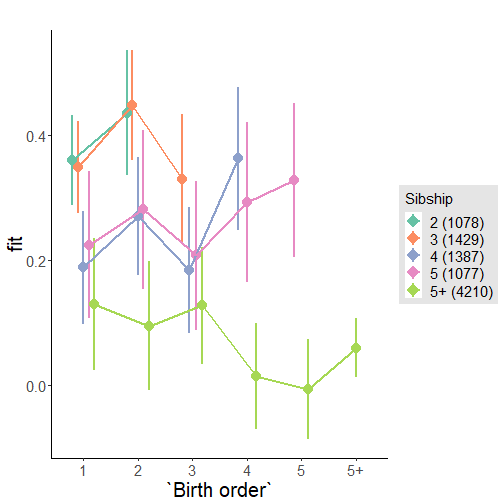 0.4
0.2
0.0
fit
1 2 3 4 5 5+
`Birth order`
Sibship
2 (1078)
3 (1429)
4 (1387)
5 (1077)
5+ (4210)